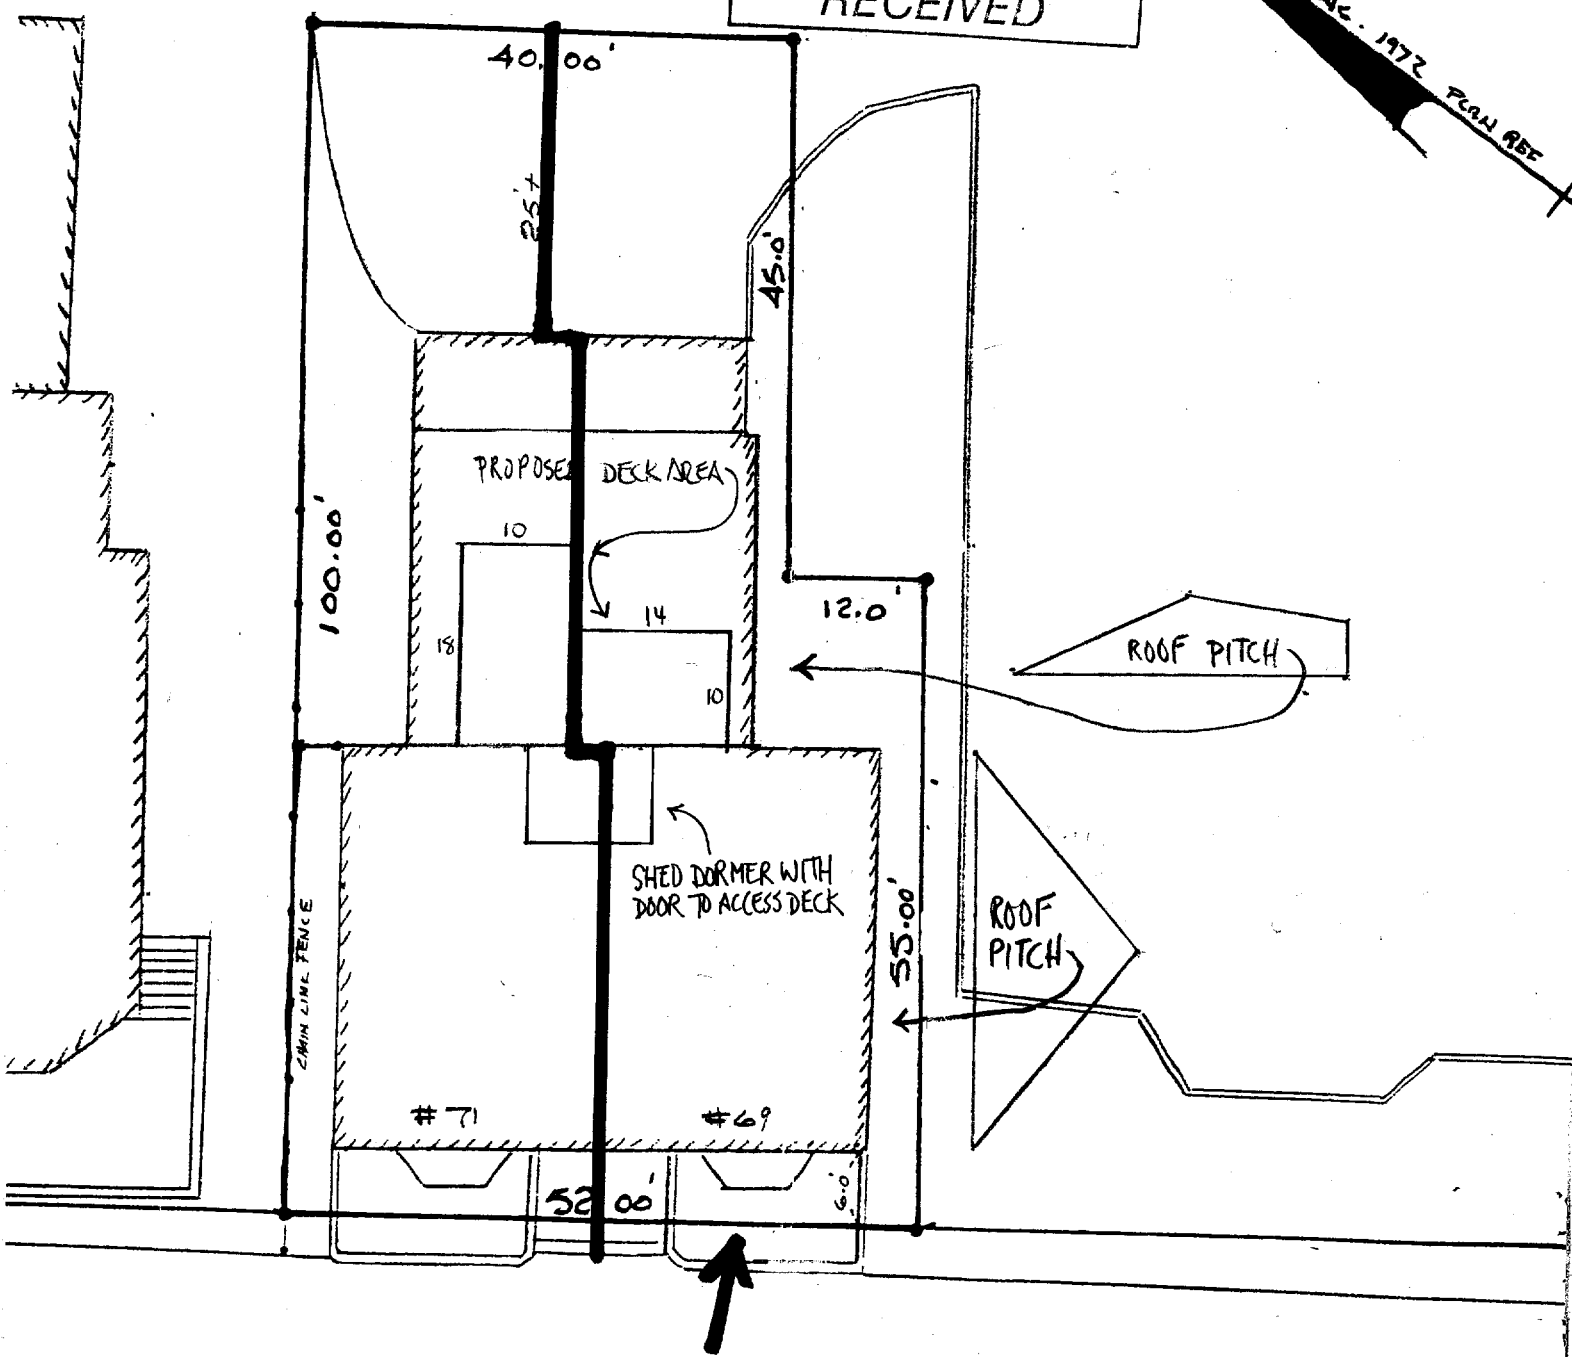 RECEIVED
1972 PLAN REF
40.00'
25'±
45.0'
PROPOSED DECK AREA
10
100.00'
14
18
10
12.0'
ROOF PITCH
SHED DORMER WITH
DOOR TO ACCESS DECK
55.00'
ROOF
PITCH
CHAIN LINK FENCE
#71
#69
52.00'
6.0'